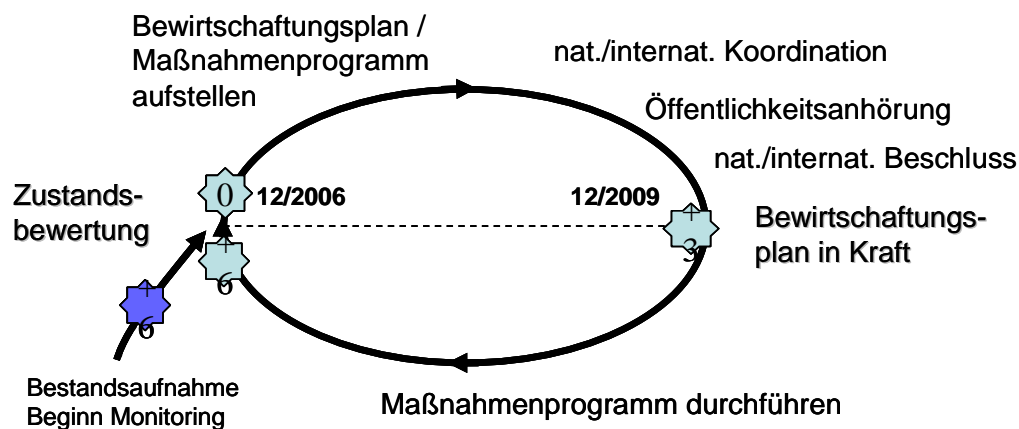 Bewirtschaftungsplan /
Maßnahmenprogramm
aufstellen
nat./internat. Koordination
Öffentlichkeitsanhörung
nat./internat. Beschluss
Zustands-
bewertung
0
12/2006
12/2009
+
3
Bewirtschaftungs-
plan in Kraft
+
6
+
6
Bestandsaufnahme
Beginn Monitoring
Maßnahmenprogramm durchführen